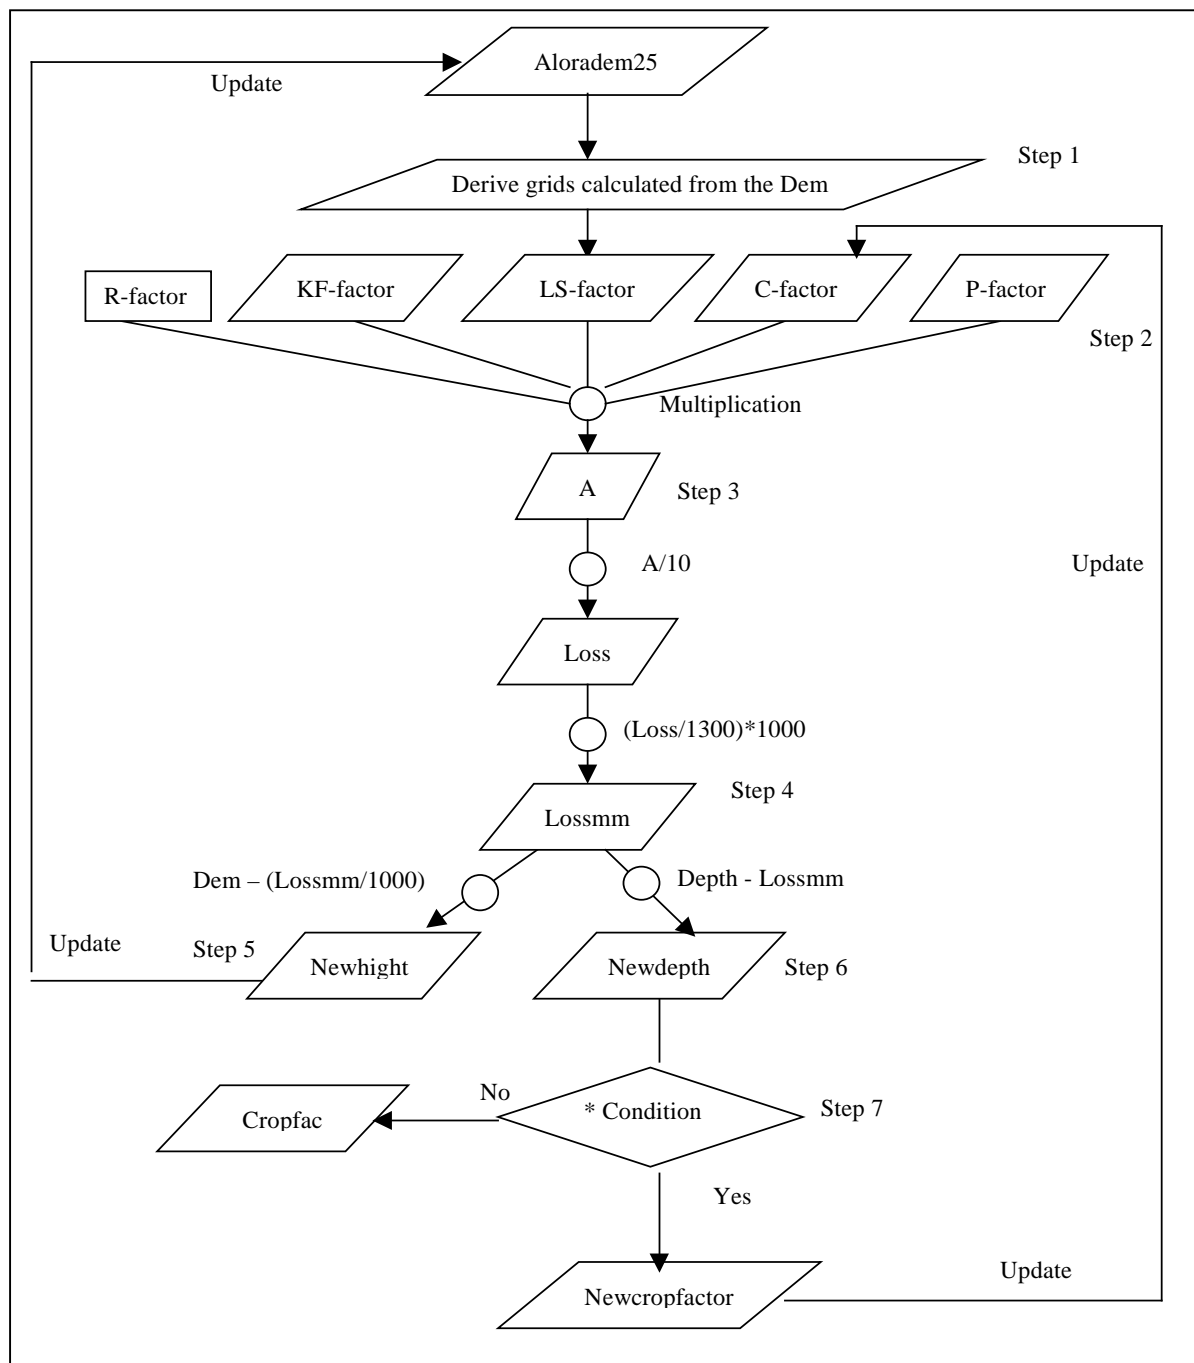 Aloradem25
Update
Step 1
Derive grids calculated from the Dem
R-factor
KF-factor
LS-factor
C-factor
P-factor
Step 2
Multiplication
A
Step 3
A/10
Update
Loss
(Loss/1300)*1000
Step 4
Lossmm
Dem – (Lossmm/1000)
Depth - Lossmm
Update
Step 5
Newhight
Newdepth
Step 6
No
* Condition
Step 7
Cropfac
Yes
Update
Newcropfactor